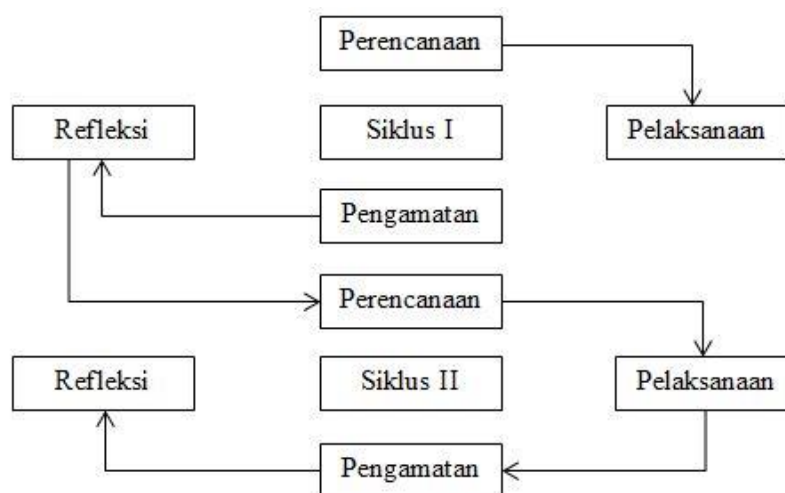 Perencanaan
Refleksi
Siklus I
Pelaksanaan
Pengamatan
Perencanaan
Refleksi
Siklus II
Pelaksanaan
Pengamatan